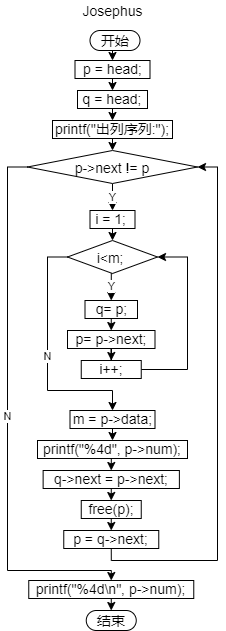 Josephus
开始
p = head;
q = head;
printf("出列序列:");
p->next != p
Y
i = 1;
i<m;
Y
q= p;
p= p->next;
N
i++;
N
m = p->data;
printf("%4d", p->num);
q->next = p->next;
free(p);
p = q->next;
printf("%4d\n", p->num);
结束